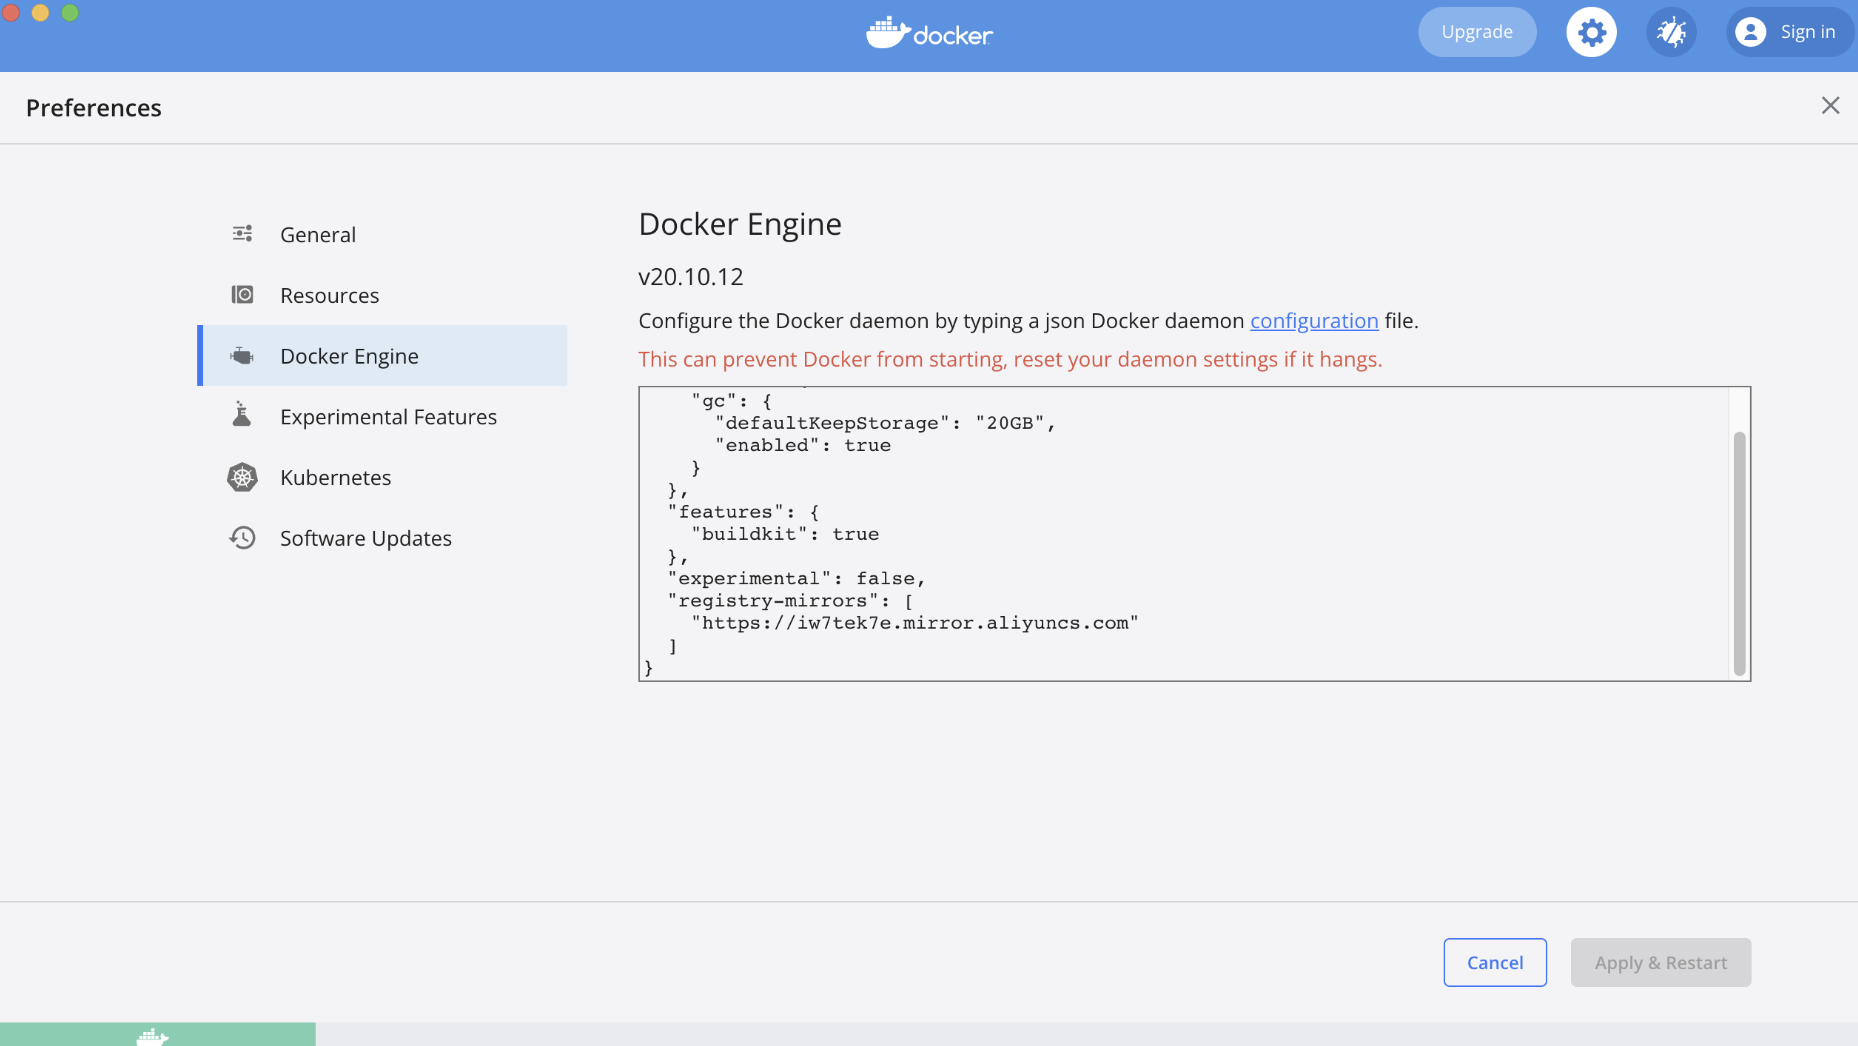 docker
Upgrade
Sign in
Preferences
General
Resources
Docker Engine
Experimental Features
Kubernetes
Software Updates
Docker Engine
v20.10.12
Configure the Docker daemon by typing a json Docker daemon configuration file.
This can prevent Docker from starting, reset your daemon settings if it hangs.
"gc": {
"defaultKeepStorage": "20GB",
"enabled": true
}
},
"features": {
"buildkit": true
},
"experimental": false,
"registry-mirrors": [
"https://iw7tek7e.mirror.aliyuncs.com"
]
}
Cancel
Apply & Restart